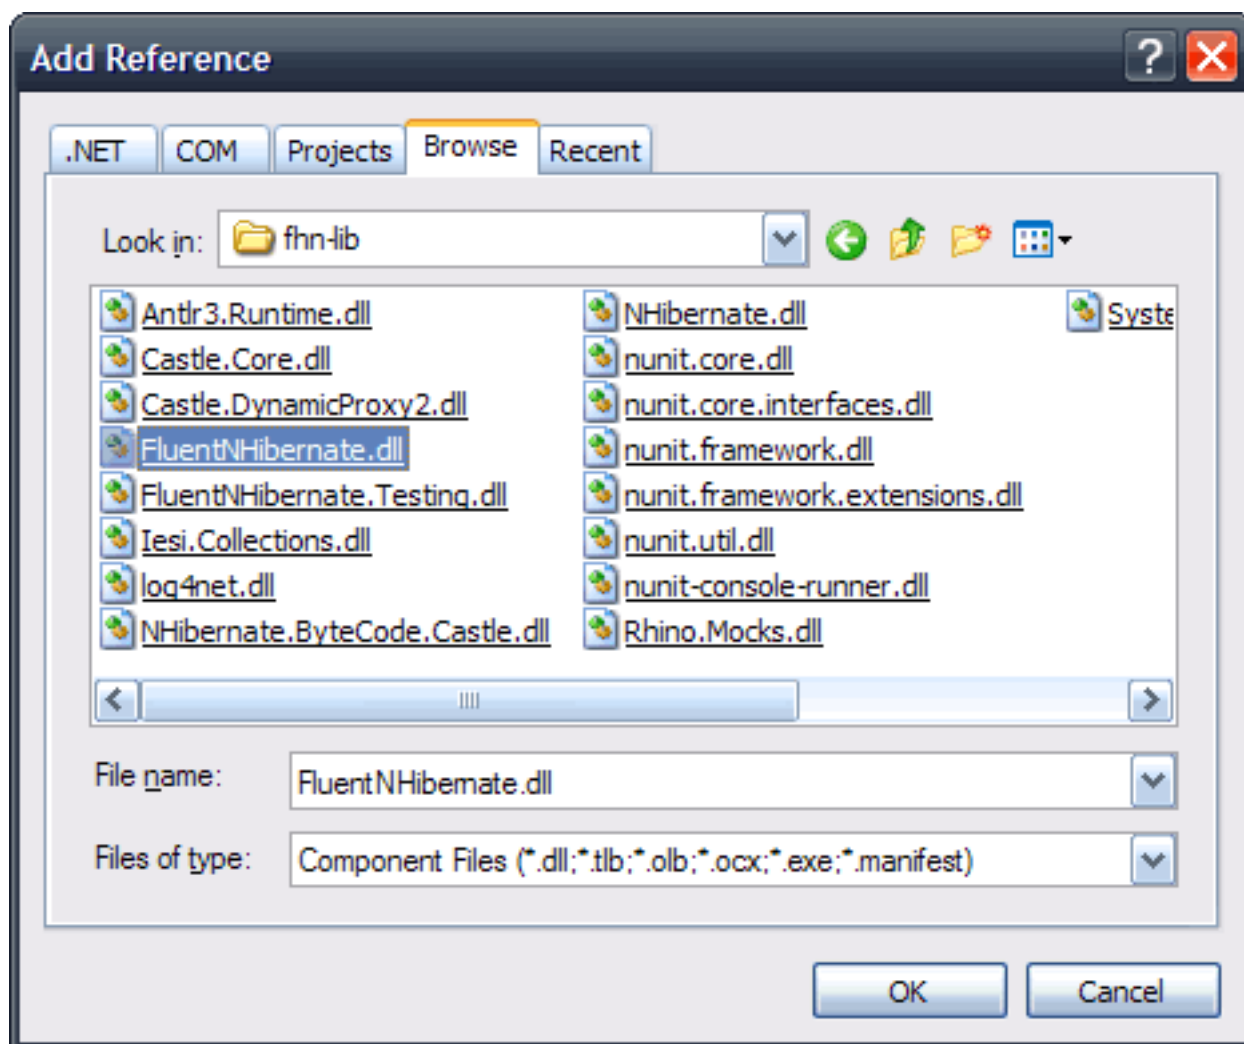 Add Reference
.NET COM Projects Browse Recent
Look in: fhn-lib
Antlr3.Runtime.dll
Castle.Core.dll
Castle.DynamicProxy2.dll
FluentNHibernate.dll
FluentNHibernate.Testing.dll
Iesi.Collections.dll
log4net.dll
NHibernate.ByteCode.Castle.dll
NHibernate.dll
nunit.core.dll
nunit.core.interfaces.dll
nunit.framework.dll
nunit.framework.extensions.dll
nunit.util.dll
nunit-console-runner.dll
Rhino.Mocks.dll
Syste
File name: FluentNHibernate.dll
Files of type: Component Files (*.dll;*.tlb;*.olb;*.ocx;*.exe;*.manifest)
OK Cancel